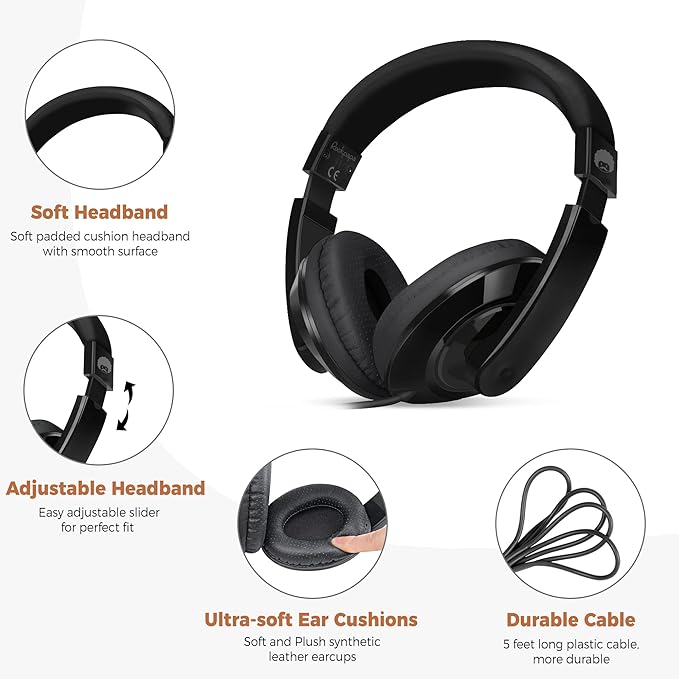 Rockpapa
CE
Soft Headband
Soft padded cushion headband
with smooth surface
Adjustable Headband
Easy adjustable slider
for perfect fit
Ultra-soft Ear Cushions
Soft and Plush synthetic
leather earcups
Durable Cable
5 feet long plastic cable,
more durable